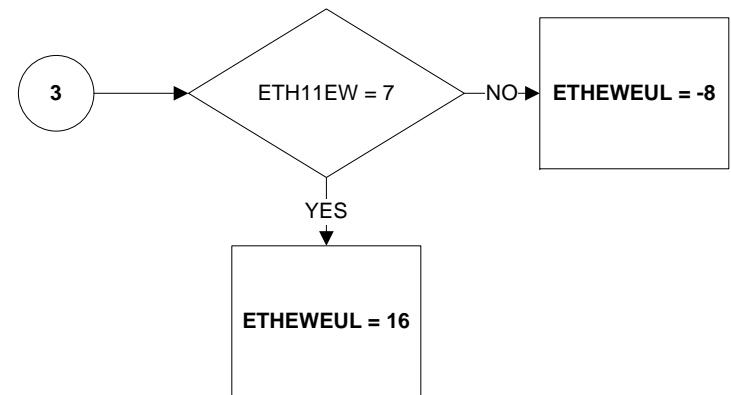 3
ETH11EW = 7
NO
ETHEWEUL = -8
YES
ETHEWEUL = 16